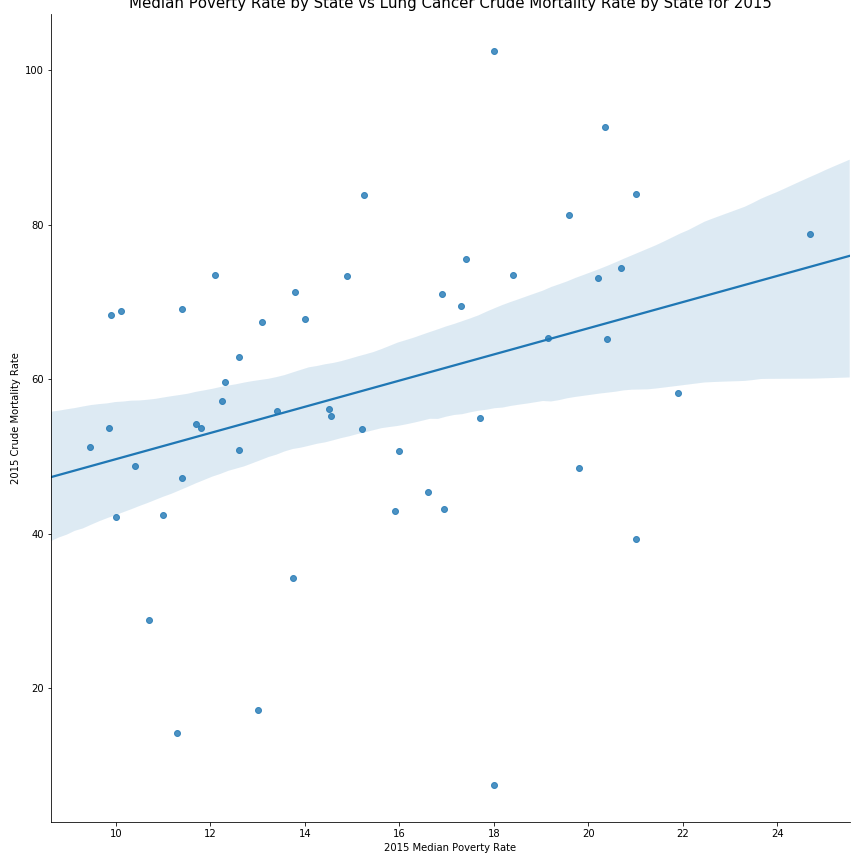 Median Poverty Rate by State vs Lung Cancer Crude Mortality Rate by State for 2015
100
80
60
40
20
2015 Crude Mortality Rate
10 12 14 16 18 20 22 24
2015 Median Poverty Rate